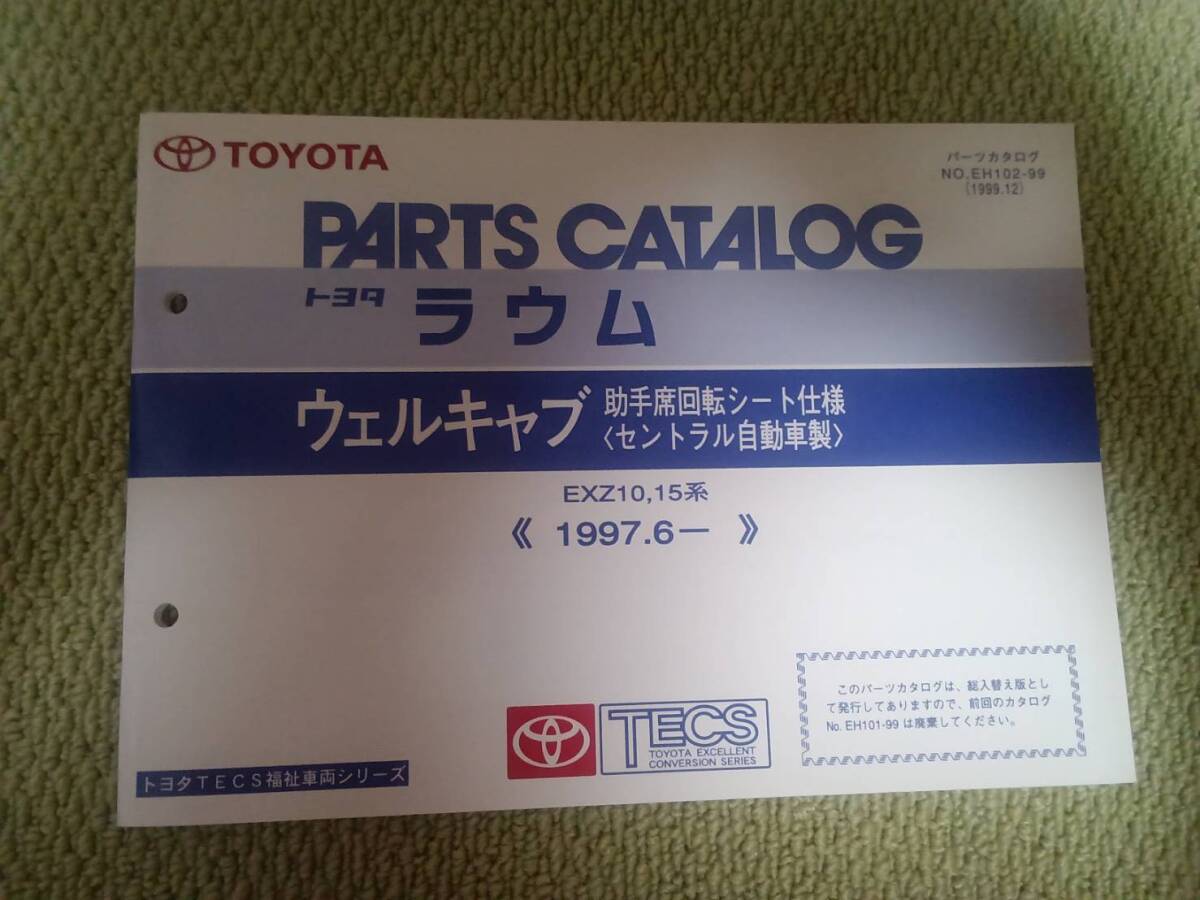 TOYOTA
パーツカタログ
NO.EH102-99
(1999.12)
PARTS CATALOG
トヨタ ラウム
ウェルキャブ 助手席回転シート仕様
〈セントラル自動車製〉
EXZ10,15系
《 1997.6ー 》
このパーツカタログは、総入替え版とし
て発行してありますので、前回のカタログ
No. EH101-99 は廃棄してください。
TECS
TOYOTA EXCELLENT
CONVERSION SERIES
トヨタTECS福祉車両シリーズ